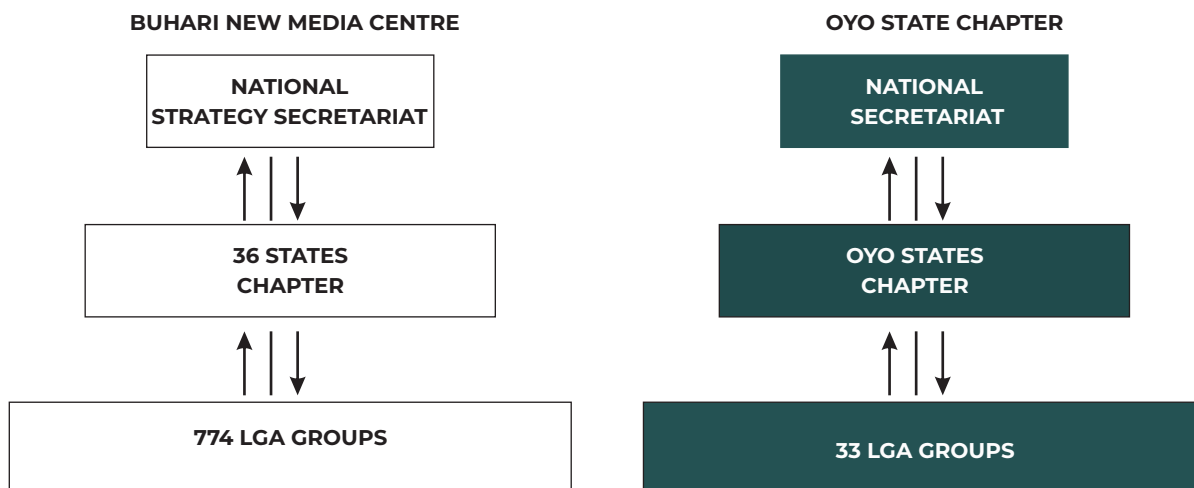 BUHARI NEW MEDIA CENTRE
NATIONAL
STRATEGY SECRETARIAT
36 STATES
CHAPTER
774 LGA GROUPS
OYO STATE CHAPTER
NATIONAL
SECRETARIAT
OYO STATES
CHAPTER
33 LGA GROUPS